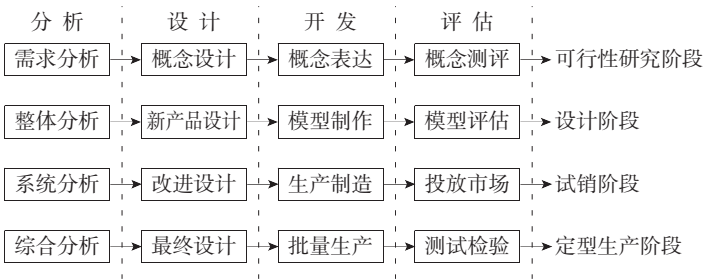 分析 设计 开发 评估
需求分析 概念设计 概念表达 概念测评 可行性研究阶段
整体分析 新产品设计 模型制作 模型评估 设计阶段
系统分析 改进设计 生产制造 投放市场 试销阶段
综合分析 最终设计 批量生产 测试检验 定型生产阶段